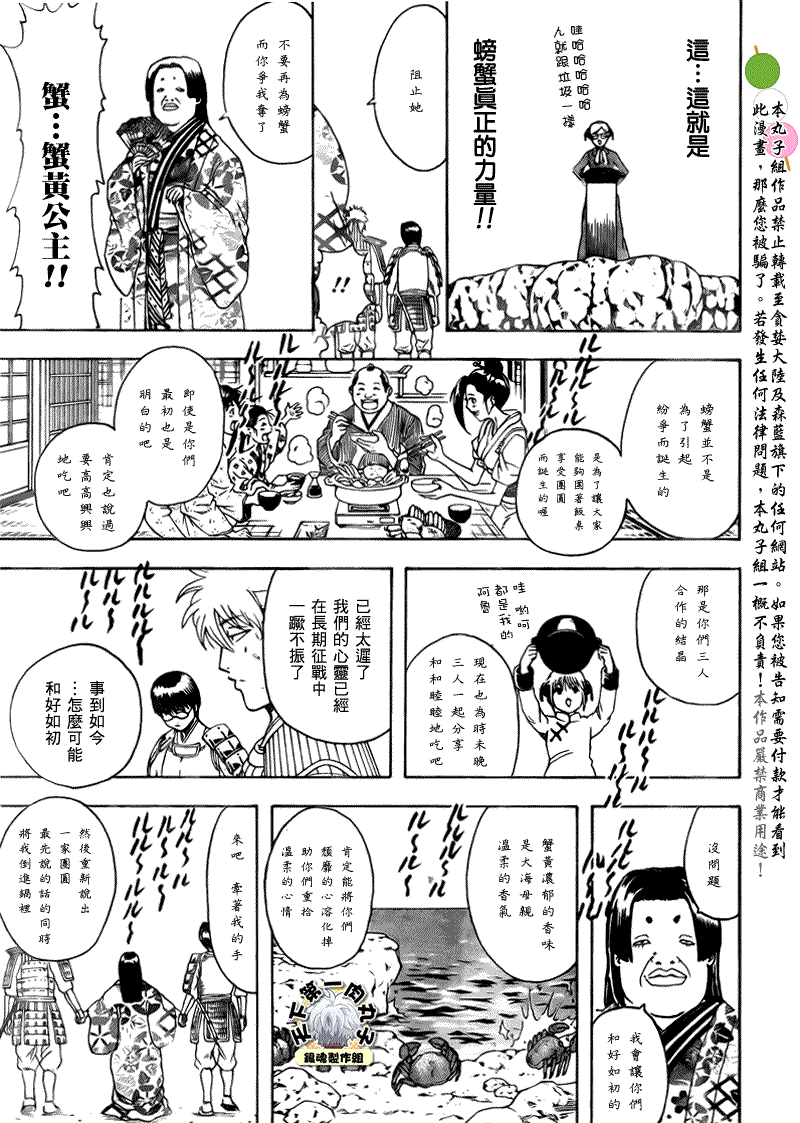 這…這就是
哇哈哈哈哈哈
人就跟垃圾一樣
螃蟹真正的力量!!
阻止她
!!
不要再為螃蟹
而你爭我奪了
蟹…蟹黃公主!!
螃蟹並不是
為了引起
紛爭而誕生的
是為了讓大家
能夠圍著飯桌
享受團圓
而誕生的喔
即使是你們
最初也是
明白的吧
肯定也說過
要高高興興
地吃吧
那是你們三人
合作的結晶
哇 喲呵
都是我的
阿魯
現在也為時未晚
三人一起分享
和和睦睦地吃吧
已經太遲了
我們的心靈已經
在長期征戰中
一蹶不振了
事到如今
…怎麼可能
和好如初
沒問題
我會讓你們
和好如初的
蟹黃濃郁的香味
是大海母親
溫柔的香氣
肯定能將你們
頹靡的心溶化掉
助你們重拾
溫柔的心情
來吧 牽著我的手
然後重新說出
一家團圓
最先說的話的同時
將我倒進鍋裡
天下第一肉丸子
銀魂製作組
本丸子組作品禁止轉載至貪婪大陸及森藍旗下的任何網站。如果您被告知需要付款才能看到
此漫畫，那麼您被騙了。若發生任何法律問題，本丸子組一概不負責！本作品嚴禁商業用途！